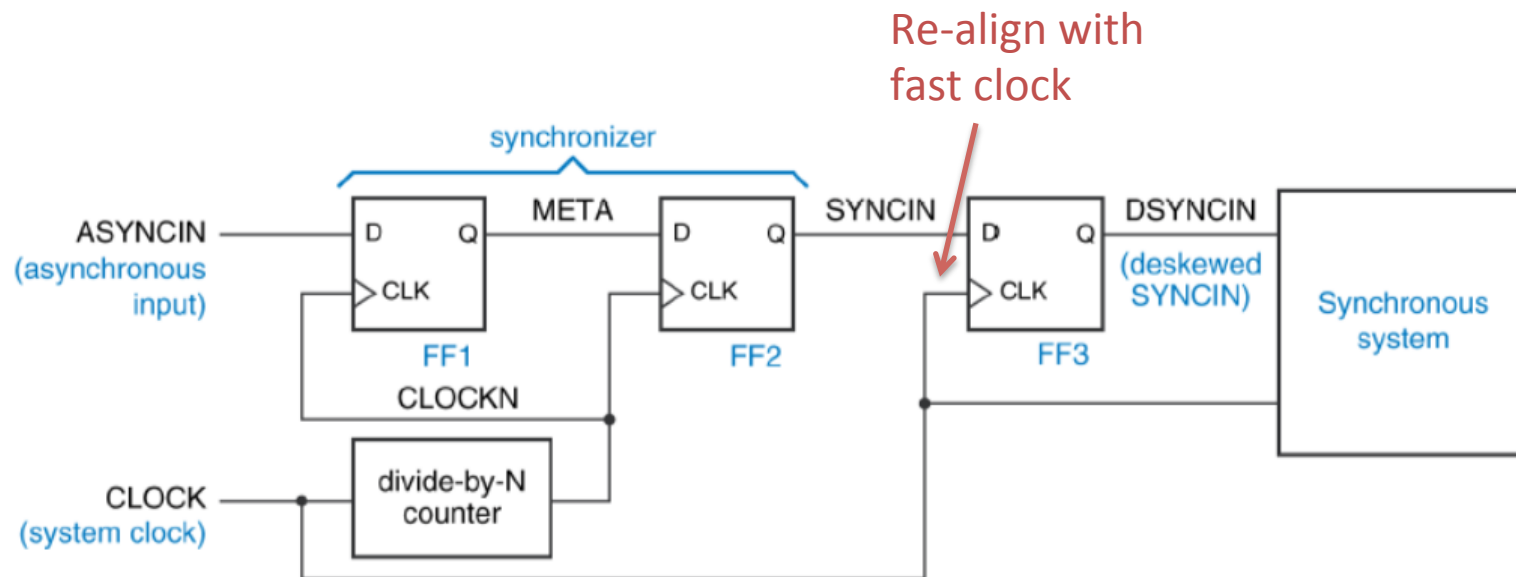 Re-align with
fast clock
synchronizer
ASYNCIN
(asynchronous
input)
D
Q
CLK
FF1
META
D
Q
CLK
FF2
SYNCIN
D
Q
CLK
FF3
DSYNCIN
(deskewed
SYNCIN)
Synchronous
system
CLOCKN
CLOCK
(system clock)
divide-by-N
counter